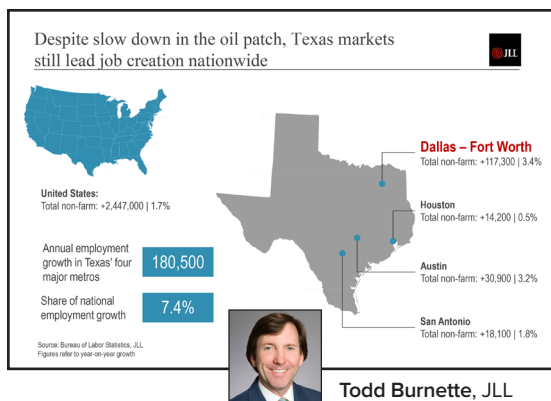 Despite slow down in the oil patch, Texas markets
still lead job creation nationwide
JLL
United States:
Total non-farm: +2,447,000 | 1.7%
Annual employment
growth in Texas' four
major metros
180,500
Share of national
employment growth
7.4%
Dallas – Fort Worth
Total non-farm: +117,300 | 3.4%
Houston
Total non-farm: +14,200 | 0.5%
Austin
Total non-farm: +30,900 | 3.2%
San Antonio
Total non-farm: +18,100 | 1.8%
Source: Bureau of Labor Statistics, JLL
Figures refer to year-on-year growth
Todd Burnette, JLL